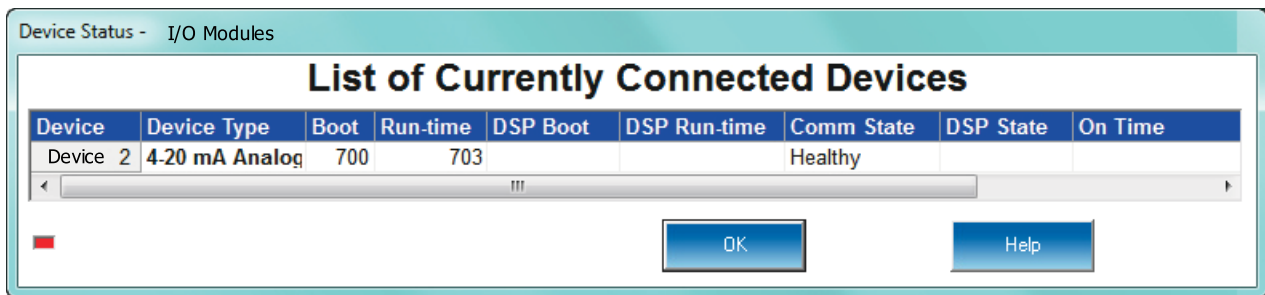 Device Status - I/O Modules
List of Currently Connected Devices
Device Device Type Boot Run-time DSP Boot DSP Run-time Comm State DSP State On Time
Device 2 4-20 mA Analog 700 703 Healthy
OK Help